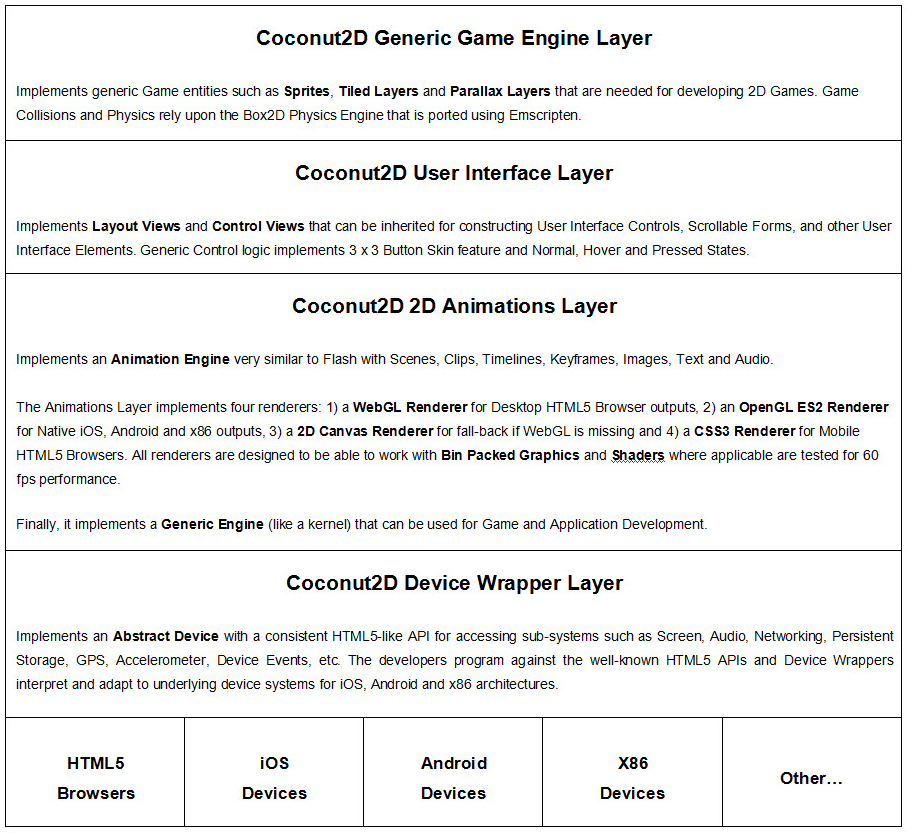 Coconut2D Generic Game Engine Layer
Implements generic Game entities such as Sprites, Tiled Layers and Parallax Layers that are needed for developing 2D Games. Game
Collisions and Physics rely upon the Box2D Physics Engine that is ported using Emscripten.
Coconut2D User Interface Layer
Implements Layout Views and Control Views that can be inherited for constructing User Interface Controls, Scrollable Forms, and other User
Interface Elements. Generic Control logic implements 3 x 3 Button Skin feature and Normal, Hover and Pressed States.
Coconut2D 2D Animations Layer
Implements an Animation Engine very similar to Flash with Scenes, Clips, Timelines, Keyframes, Images, Text and Audio.
The Animations Layer implements four renderers: 1) a WebGL Renderer for Desktop HTML5 Browser outputs, 2) an OpenGL ES2 Renderer
for Native iOS, Android and x86 outputs, 3) a 2D Canvas Renderer for fall-back if WebGL is missing and 4) a CSS3 Renderer for Mobile
HTML5 Browsers. All renderers are designed to be able to work with Bin Packed Graphics and Shaders where applicable are tested for 60
fps performance.
Finally, it implements a Generic Engine (like a kernel) that can be used for Game and Application Development.
Coconut2D Device Wrapper Layer
Implements an Abstract Device with a consistent HTML5-like API for accessing sub-systems such as Screen, Audio, Networking, Persistent
Storage, GPS, Accelerometer, Device Events, etc. The developers program against the well-known HTML5 APIs and Device Wrappers
interpret and adapt to underlying device systems for iOS, Android and x86 architectures.
HTML5
Browsers
iOS
Devices
Android
Devices
X86
Devices
Other…